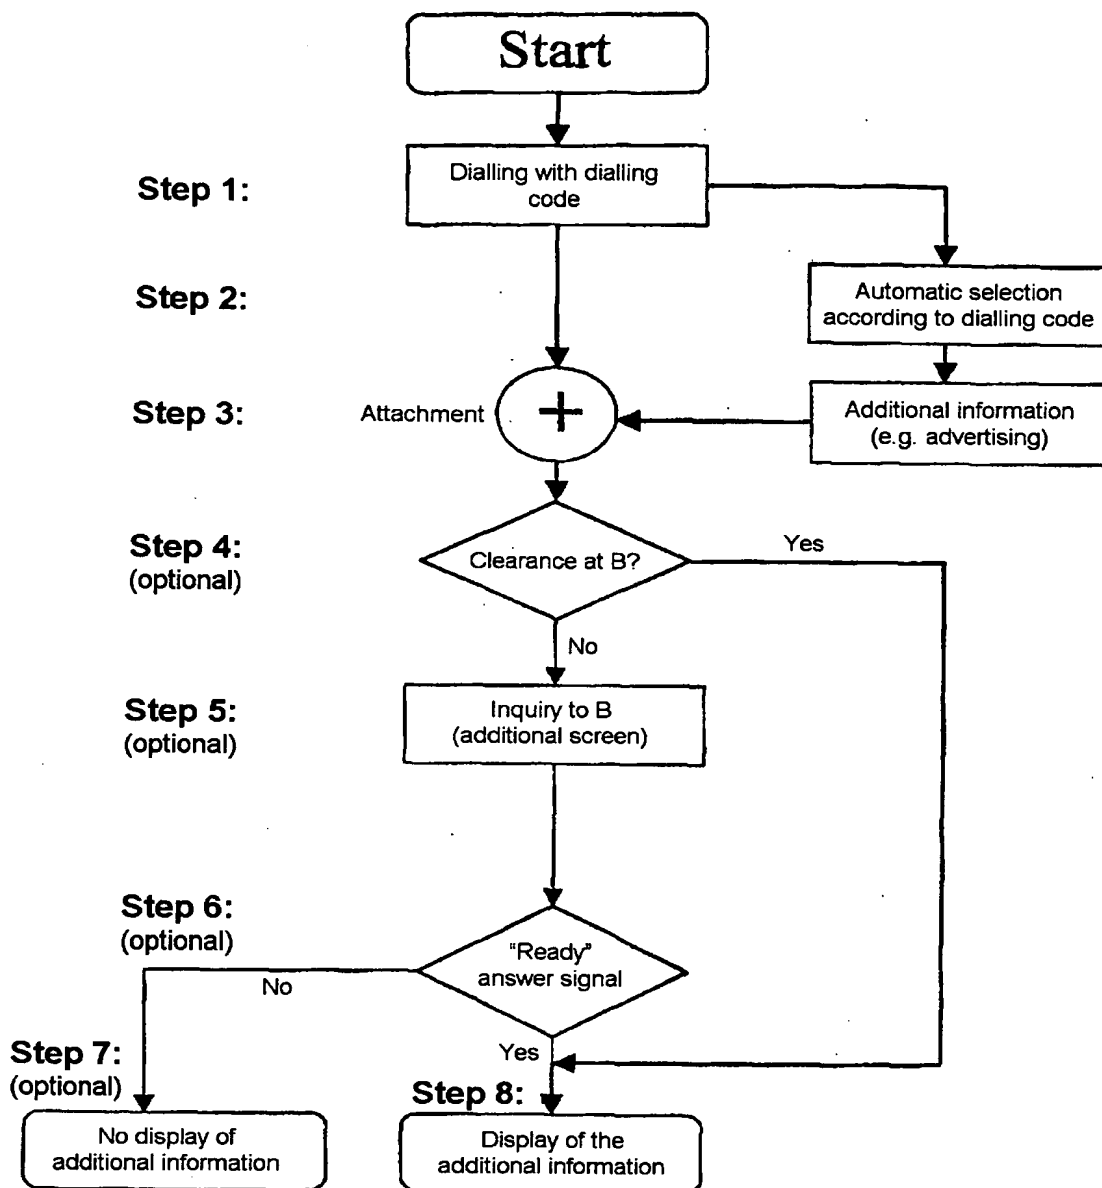 Start
Step 1:
Dialling with dialling
code
Step 2:
Automatic selection
according to dialling code
Step 3:
Attachment
+
Additional information
(e.g. advertising)
Step 4:
(optional)
Clearance at B?
Yes
No
Step 5:
(optional)
Inquiry to B
(additional screen)
Step 6:
(optional)
“Ready”
answer signal
No
Yes
Step 7:
(optional)
Step 8:
No display of
additional information
Display of the
additional information